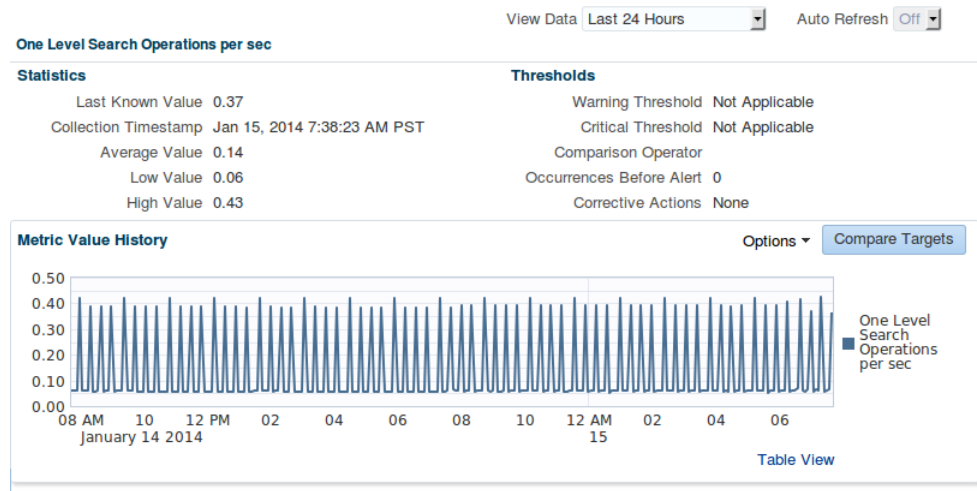 View Data Last 24 Hours Auto Refresh Off
One Level Search Operations per sec
Statistics
Last Known Value 0.37
Collection Timestamp Jan 15, 2014 7:38:23 AM PST
Average Value 0.14
Low Value 0.06
High Value 0.43
Thresholds
Warning Threshold Not Applicable
Critical Threshold Not Applicable
Comparison Operator
Occurrences Before Alert 0
Corrective Actions None
Metric Value History
Options Compare Targets
0.50
0.40
0.30
0.20
0.10
0.00
08 AM 10 12 PM 02 04 06 08 10 12 AM 02 04 06
January 14 2014 15
One Level
Search
Operations
per sec
Table View